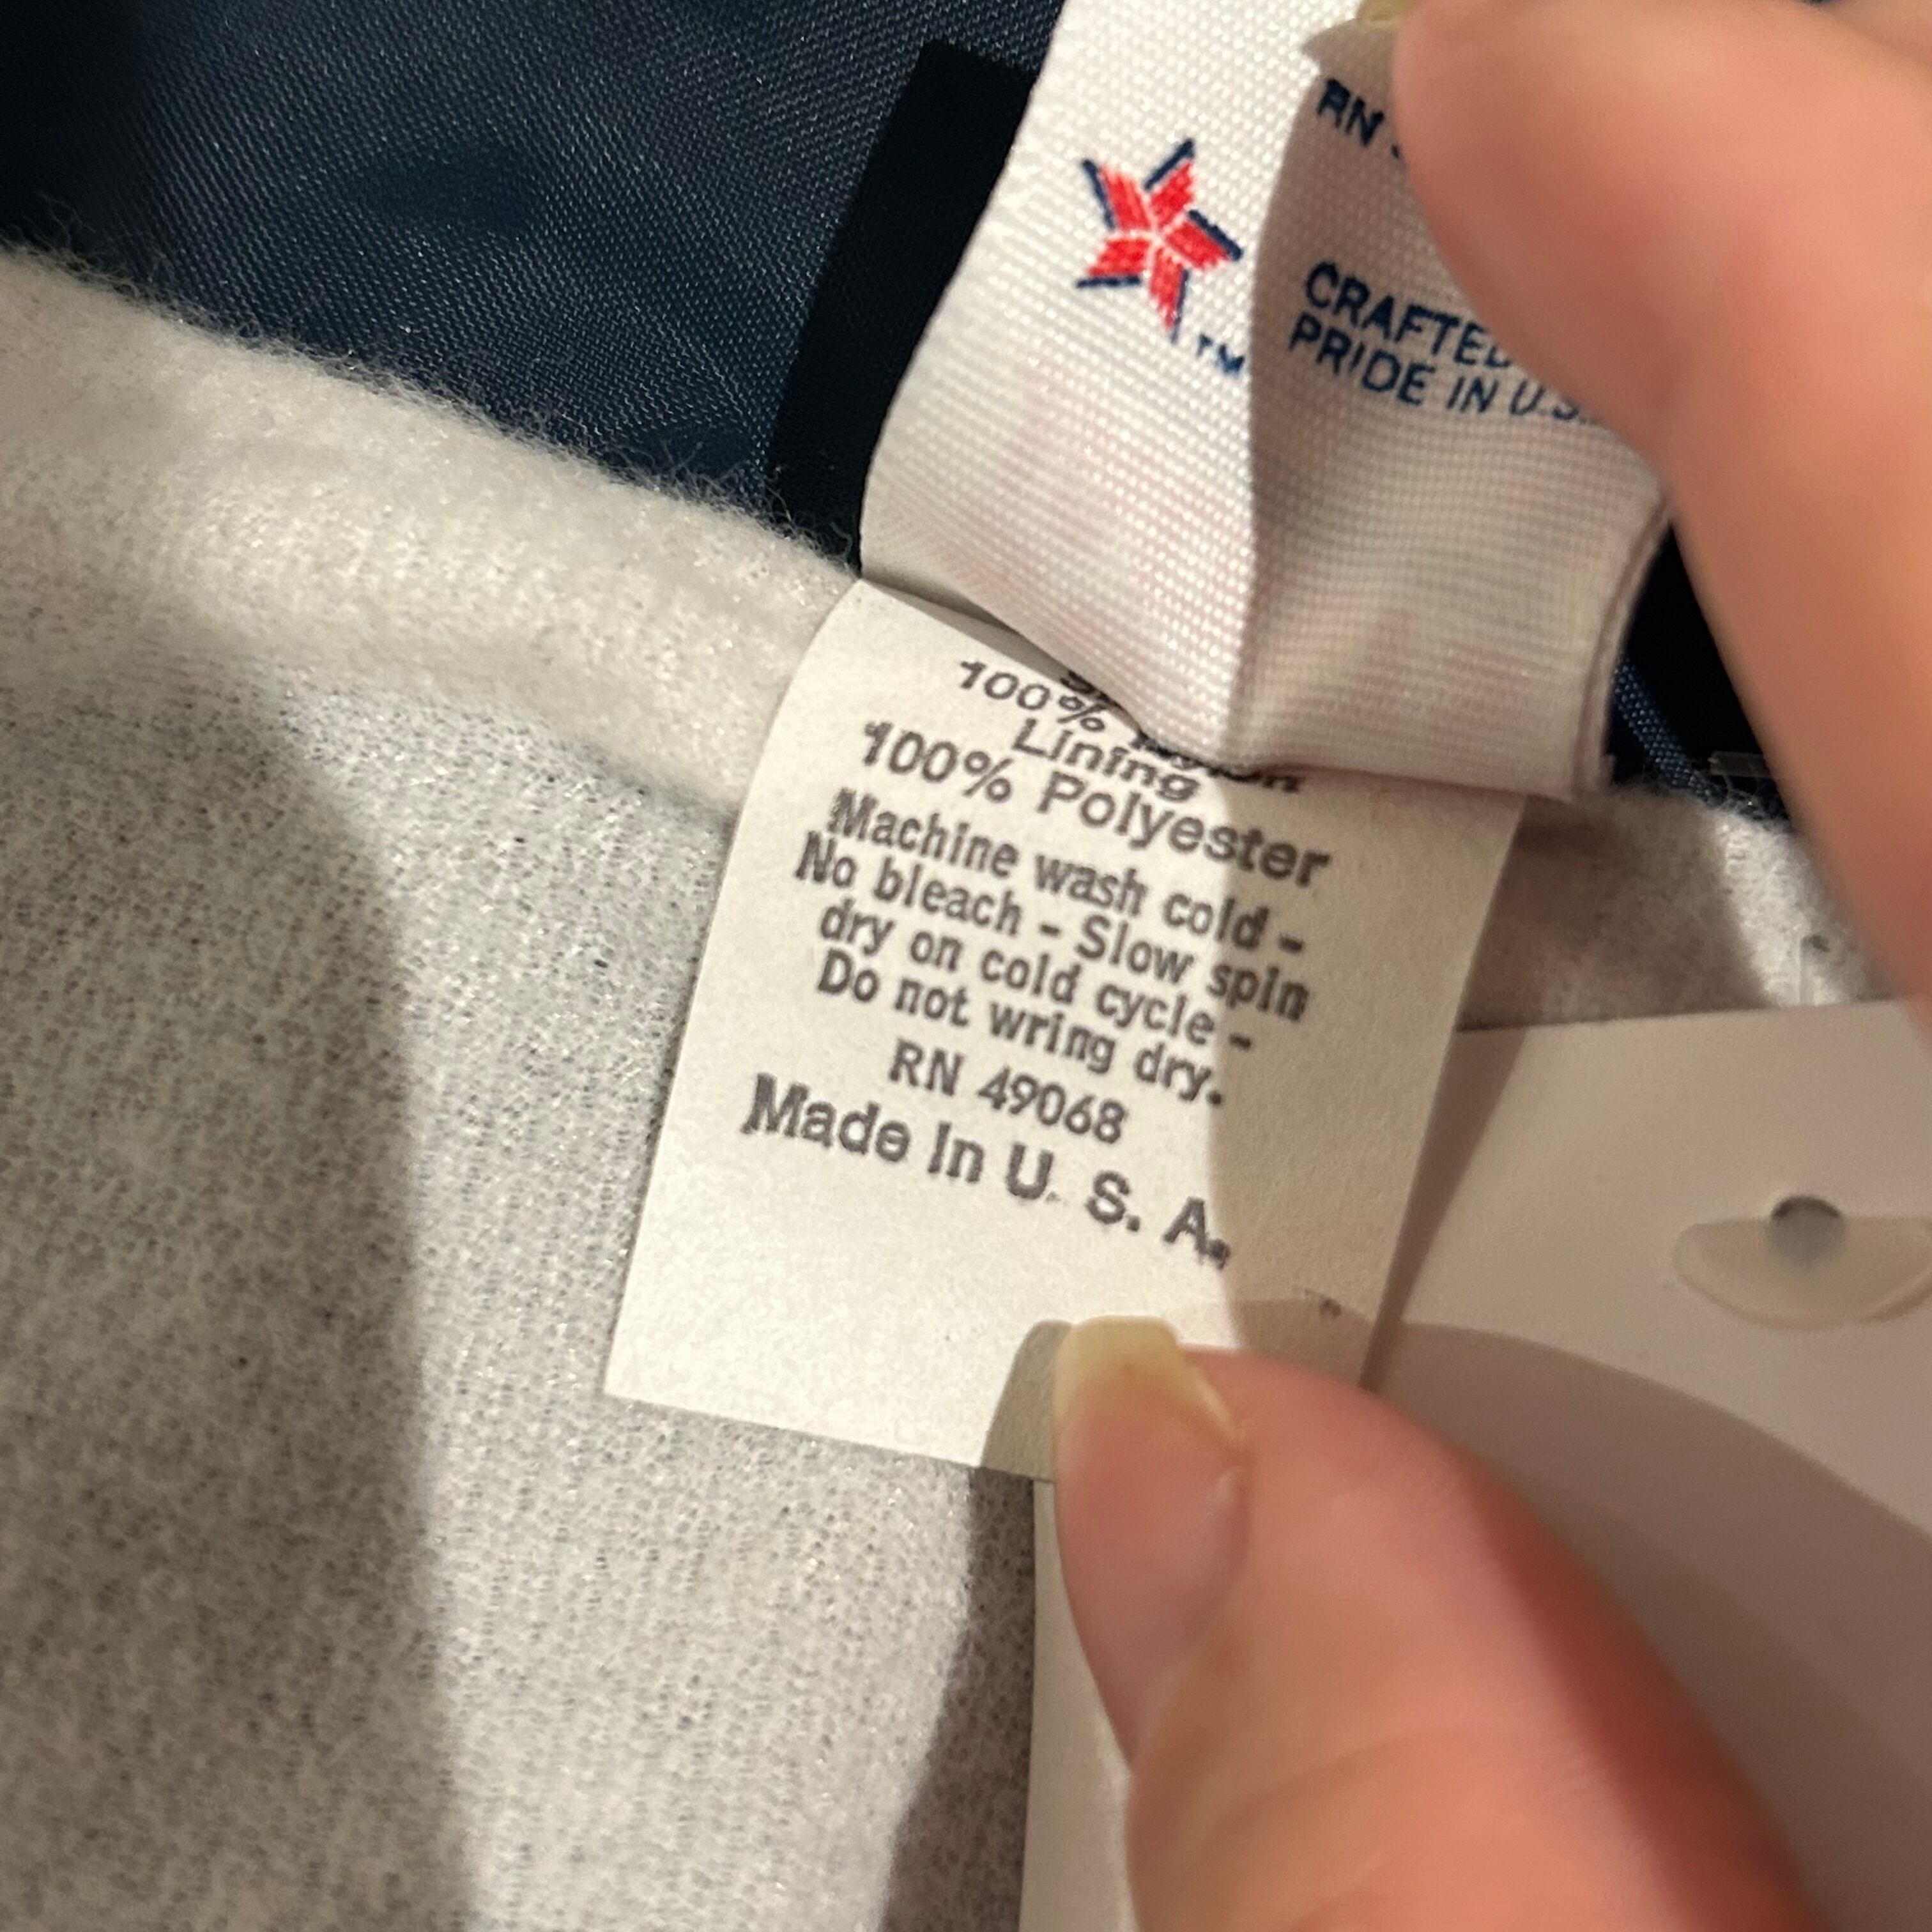 RN
™
CRAFTED
PRIDE IN U.S.
100%
Lining
100% Polyester
Machine wash cold -
No bleach - Slow spin
dry on cold cycle -
Do not wring dry.
RN 49068
Made In U. S. A.